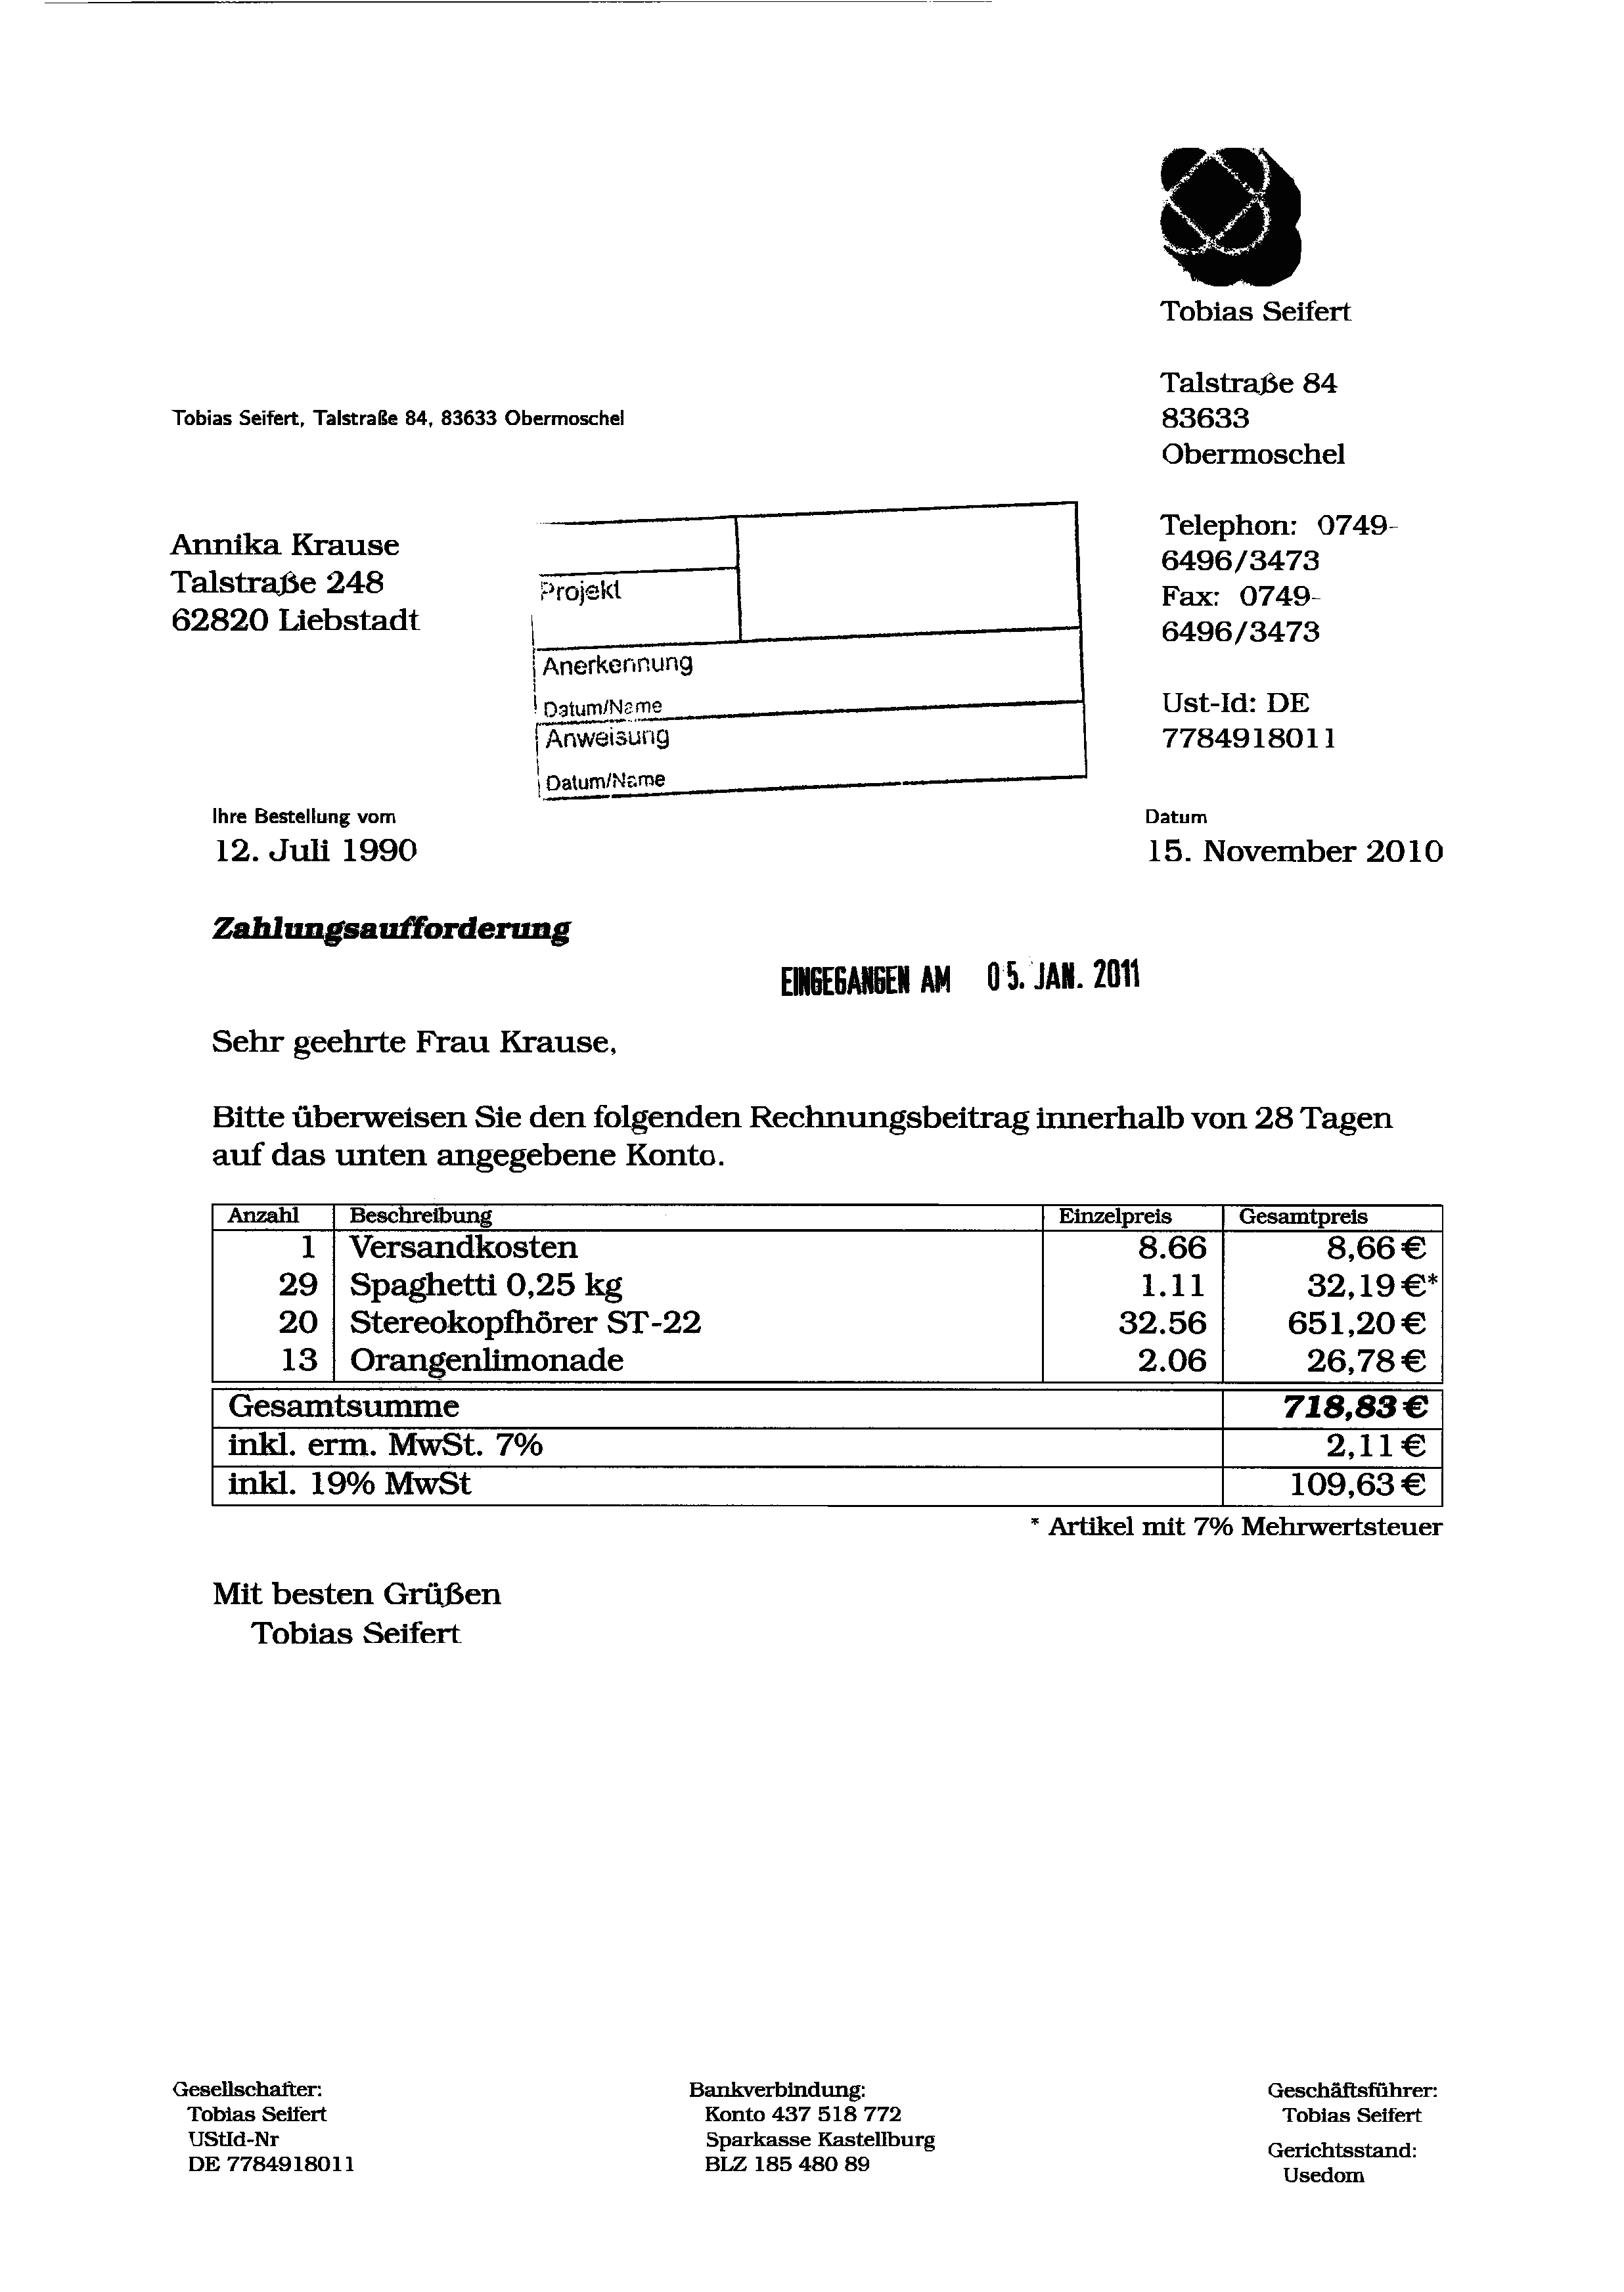 Tobias Seifert
Talstraße 84
83633
Obermoschel
Telephon: 0749-
6496/3473
Fax: 0749-
6496/3473
Ust-Id: DE
7784918011
Tobias Seifert, Talstraße 84, 83633 Obermoschel
Annika Krause
Talstraße 248
62820 Liebstadt
Projekt
Anerkennung
Datum/Name
Anweisung
Datum/Name
Ihre Bestellung vom Datum
12. Juli 1990 15. November 2010
Zahlungsaufforderung
EINGEGANGEN AM 05. JAN. 2011
Sehr geehrte Frau Krause,
Bitte überweisen Sie den folgenden Rechnungsbeitrag innerhalb von 28 Tagen
auf das unten angegebene Konto.
Anzahl Beschreibung Einzelpreis Gesamtpreis
1 Versandkosten 8.66 8,66 €
29 Spaghetti 0,25 kg 1.11 32,19 €*
20 Stereokopfhörer ST-22 32.56 651,20 €
13 Orangenlimonade 2.06 26,78 €
Gesamtsumme 718,83 €
inkl. erm. MwSt. 7% 2,11 €
inkl. 19% MwSt 109,63 €
* Artikel mit 7% Mehrwertsteuer
Mit besten Grüßen
Tobias Seifert
Gesellschafter:
Tobias Seifert
UStId-Nr
DE 7784918011
Bankverbindung:
Konto 437 518 772
Sparkasse Kastellburg
BLZ 185 480 89
Geschäftsführer:
Tobias Seifert
Gerichtsstand:
Usedom